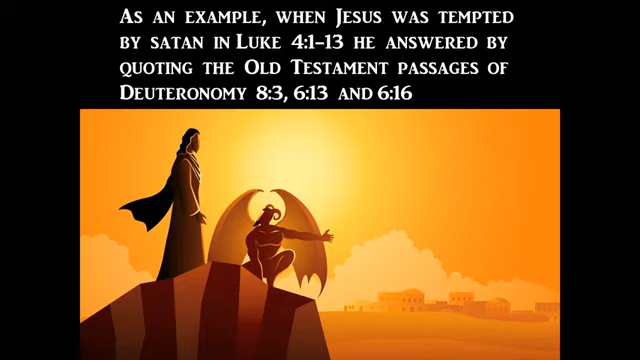 As an example, when Jesus was tempted
by satan in Luke 4:1–13 he answered by
quoting the Old Testament passages of
Deuteronomy 8:3, 6:13 and 6:16